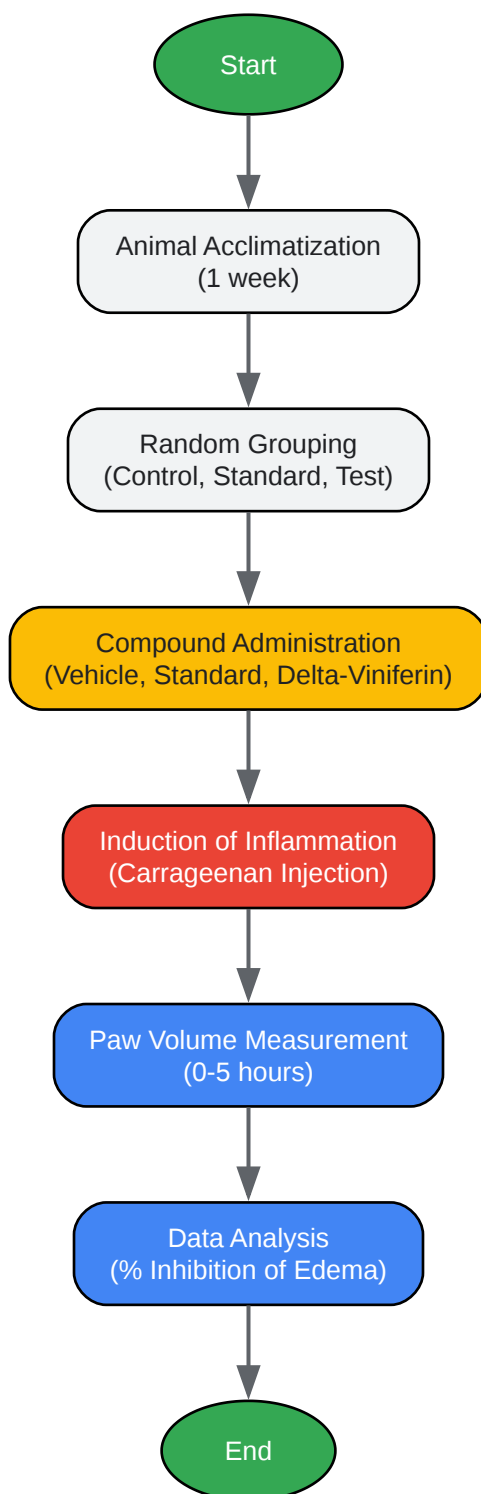 Start
Animal Acclimatization
(1 week)
Random Grouping
(Control, Standard, Test)
Compound Administration
(Vehicle, Standard, Delta-Viniferin)
Induction of Inflammation
(Carrageenan Injection)
Paw Volume Measurement
(0-5 hours)
Data Analysis
(% Inhibition of Edema)
End